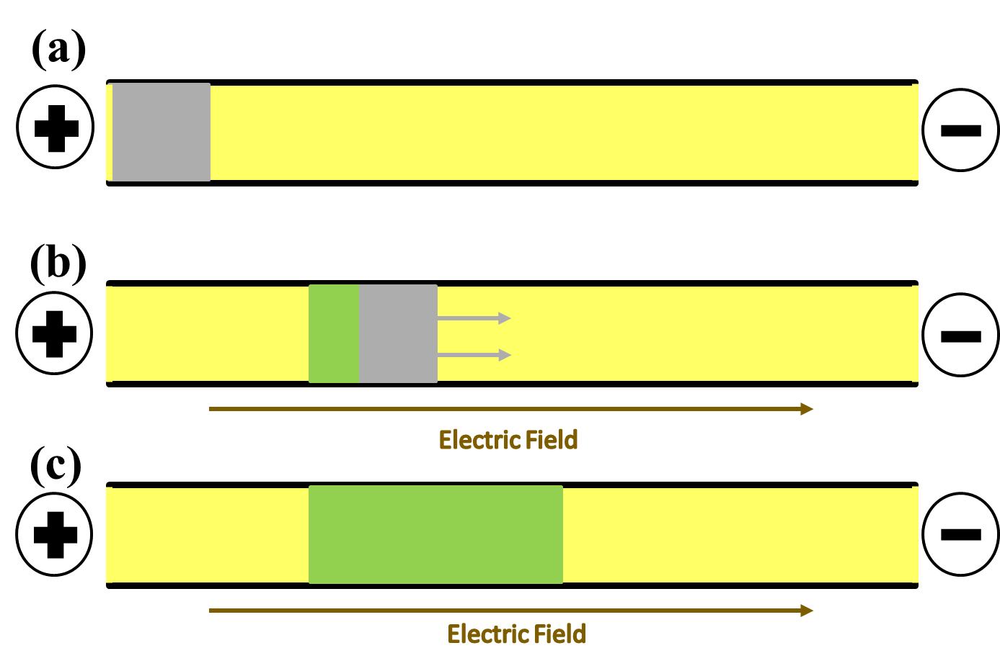 (a)
+ −
(b)
+ −
Electric Field
(c)
+ −
Electric Field